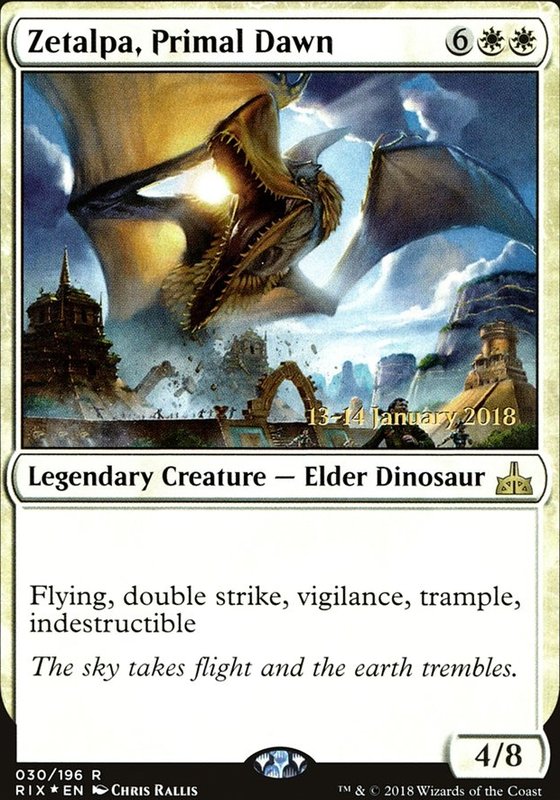 Zetalpa, Primal Dawn 6
13-14 January 2018
Legendary Creature — Elder Dinosaur
Flying, double strike, vigilance, trample,
indestructible
The sky takes flight and the earth trembles.
4/8
030/196 R
RIX★EN Chris Rallis
™ & © 2018 Wizards of the Coast